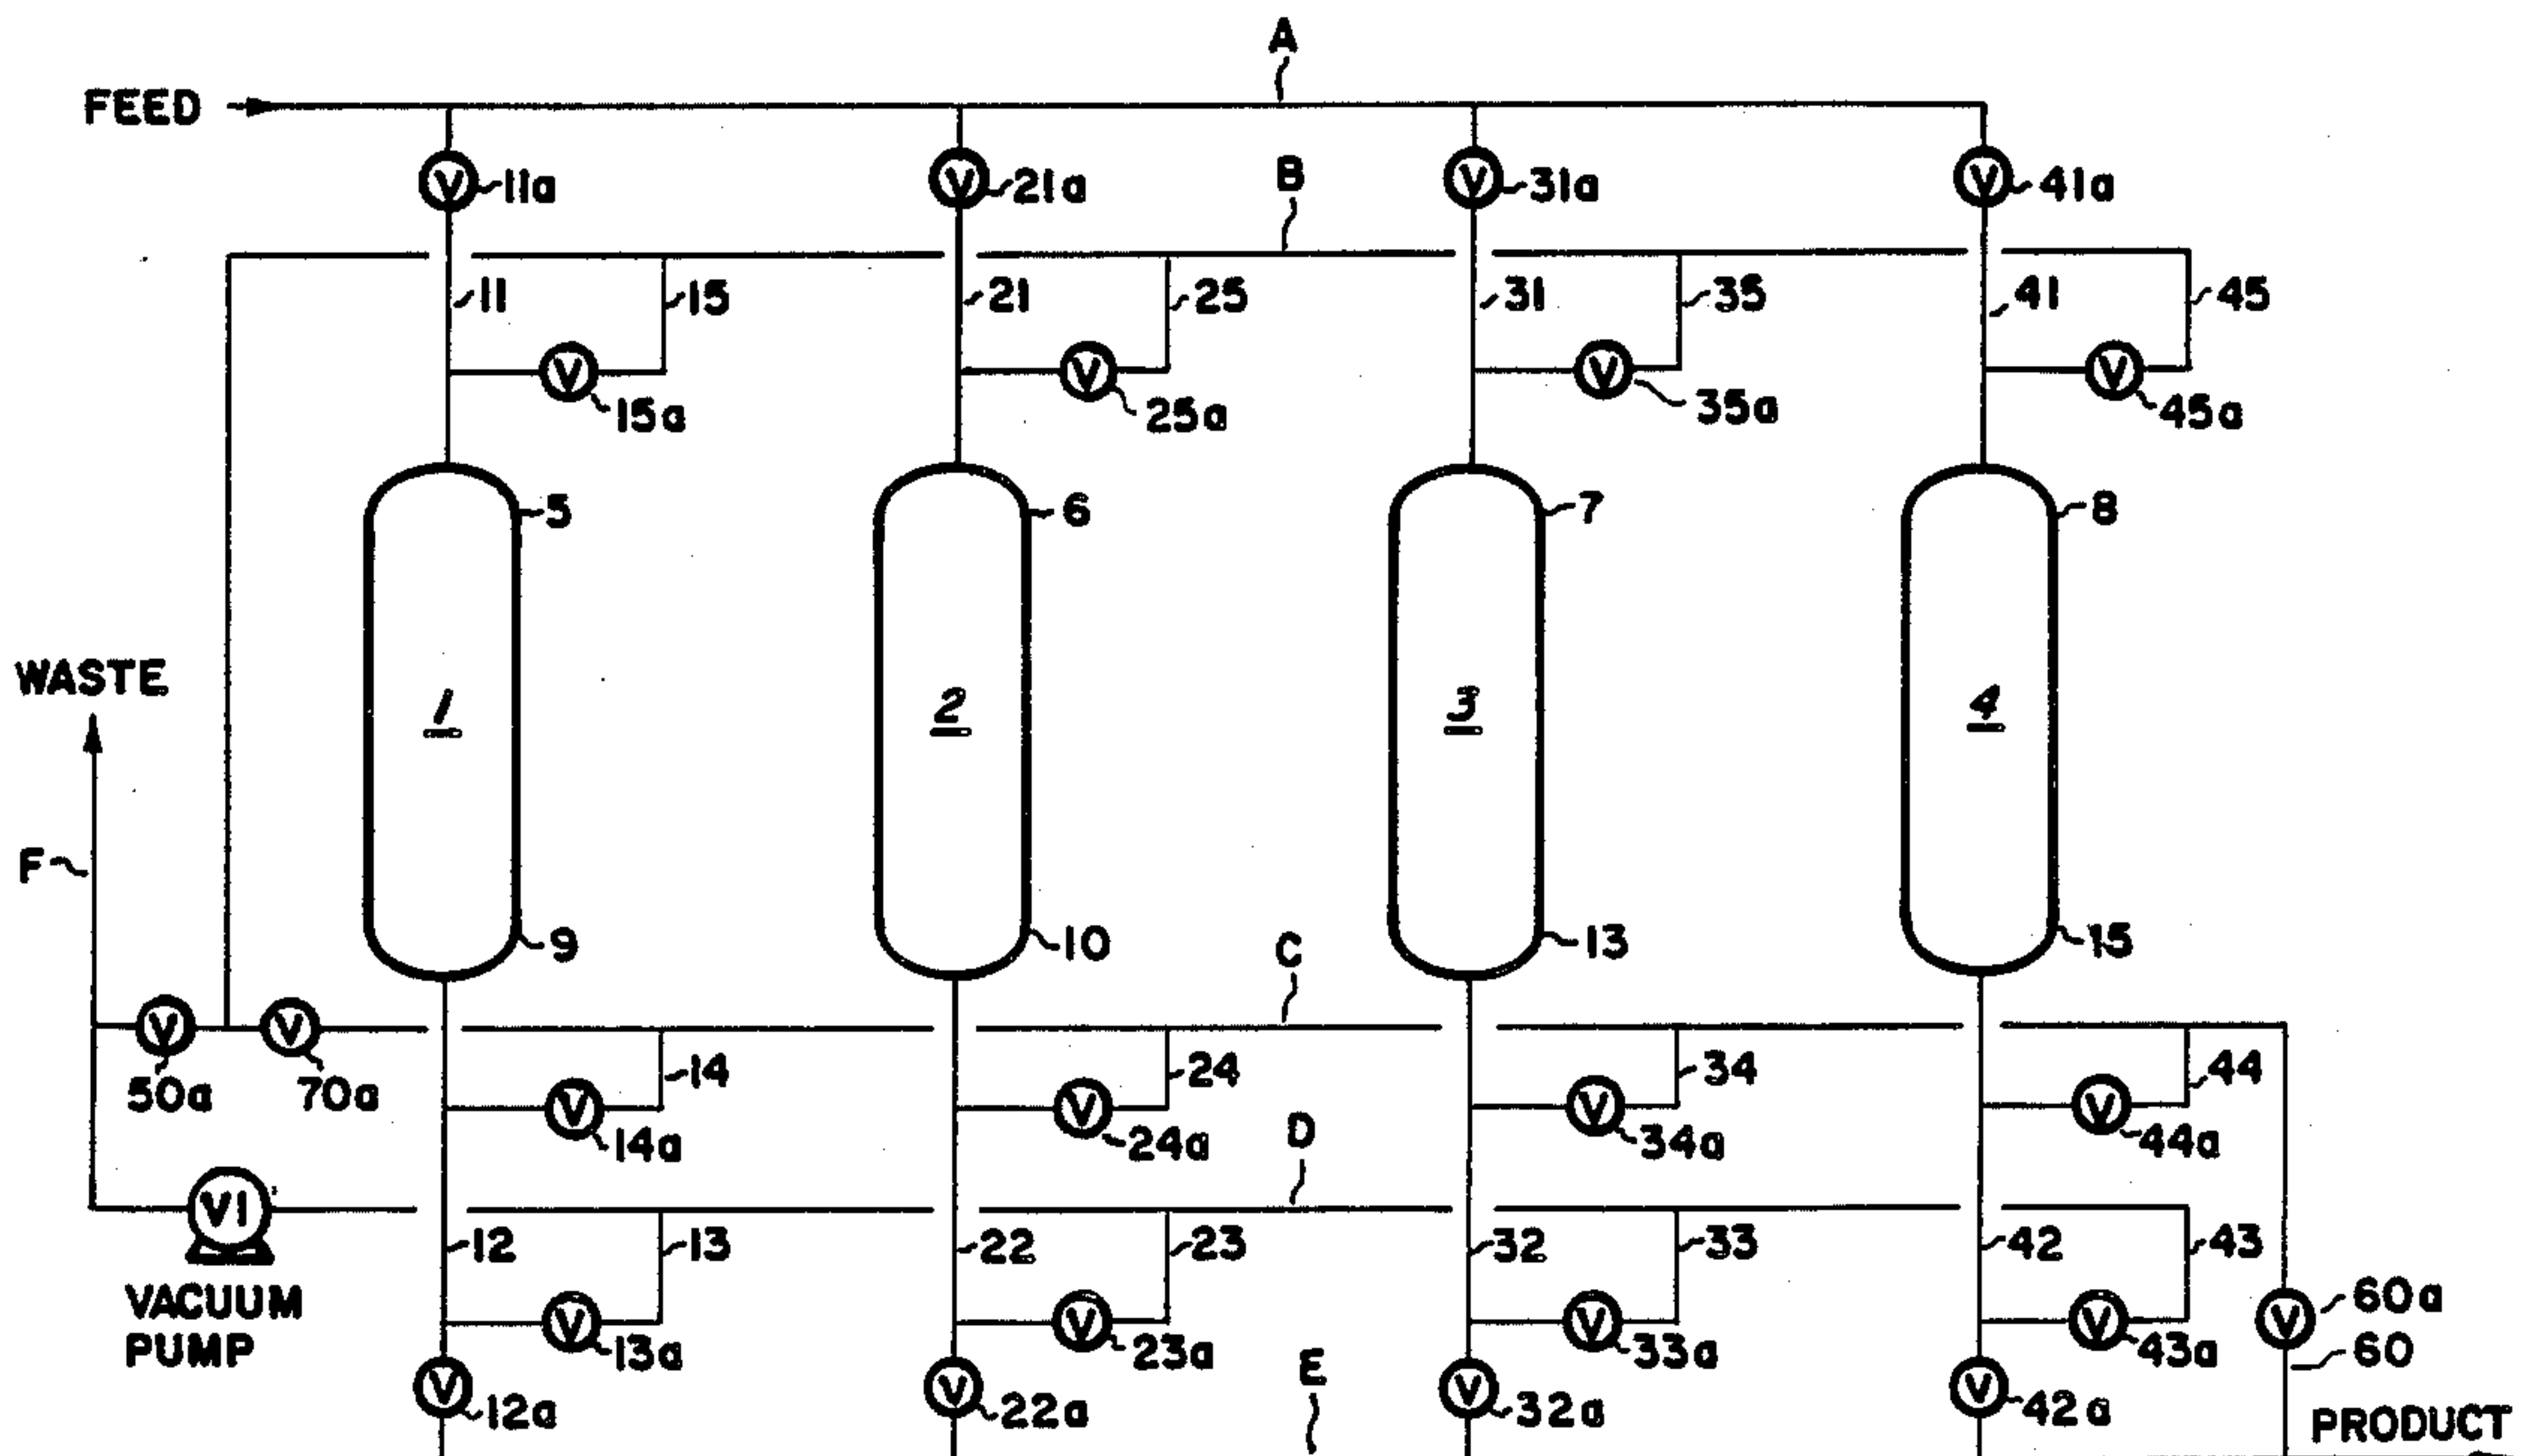 A
FEED
V 11a V 21a V 31a V 41a
B
11 15 21 25 31 35 41 45
V V V V
15a 25a 35a 45a
5 6 7 8
WASTE
1 2 3 4
F
9 10 13 15
C
V V
50a 70a
14 24 34 44
V V V V
14a 24a 34a 44a
D
V1
12 13 22 23 32 33 42 43
VACUUM
PUMP
V V V V V 60a
13a 23a 33a 43a 60
E
V 12a V 22a V 32a V 42a
PRODUCT